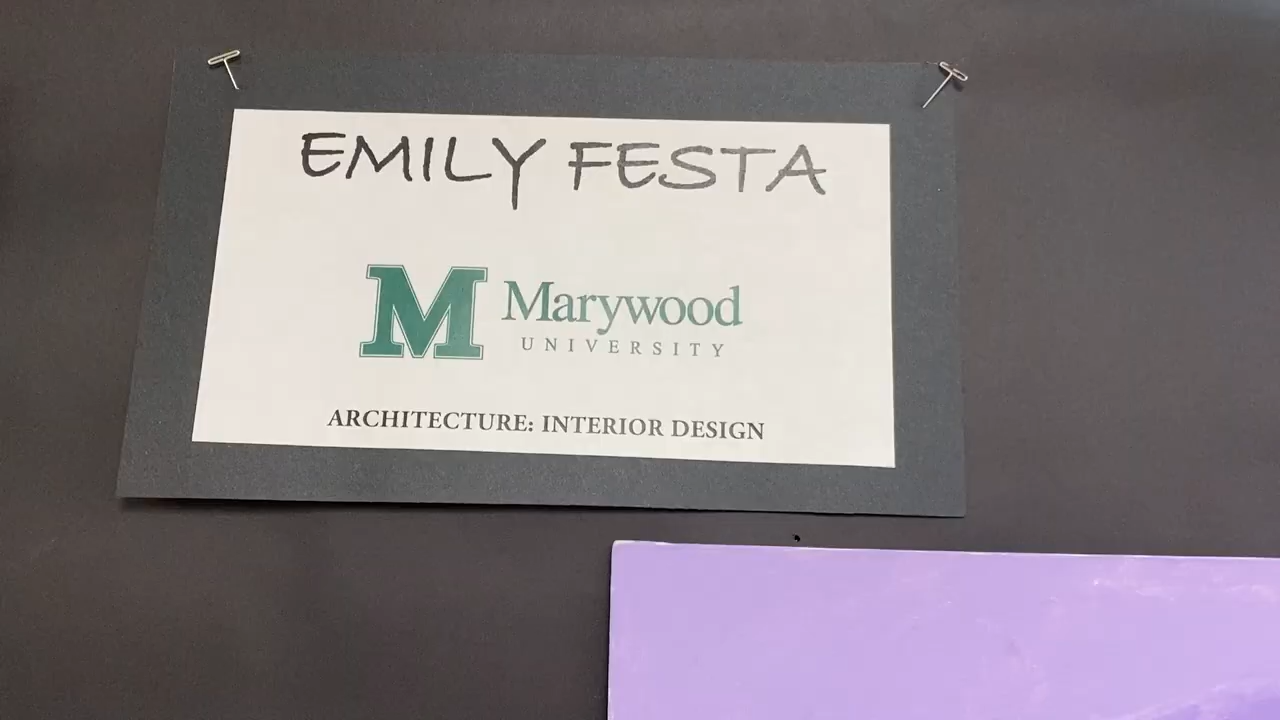 EMILY FESTA
M Marywood
UNIVERSITY
ARCHITECTURE: INTERIOR DESIGN